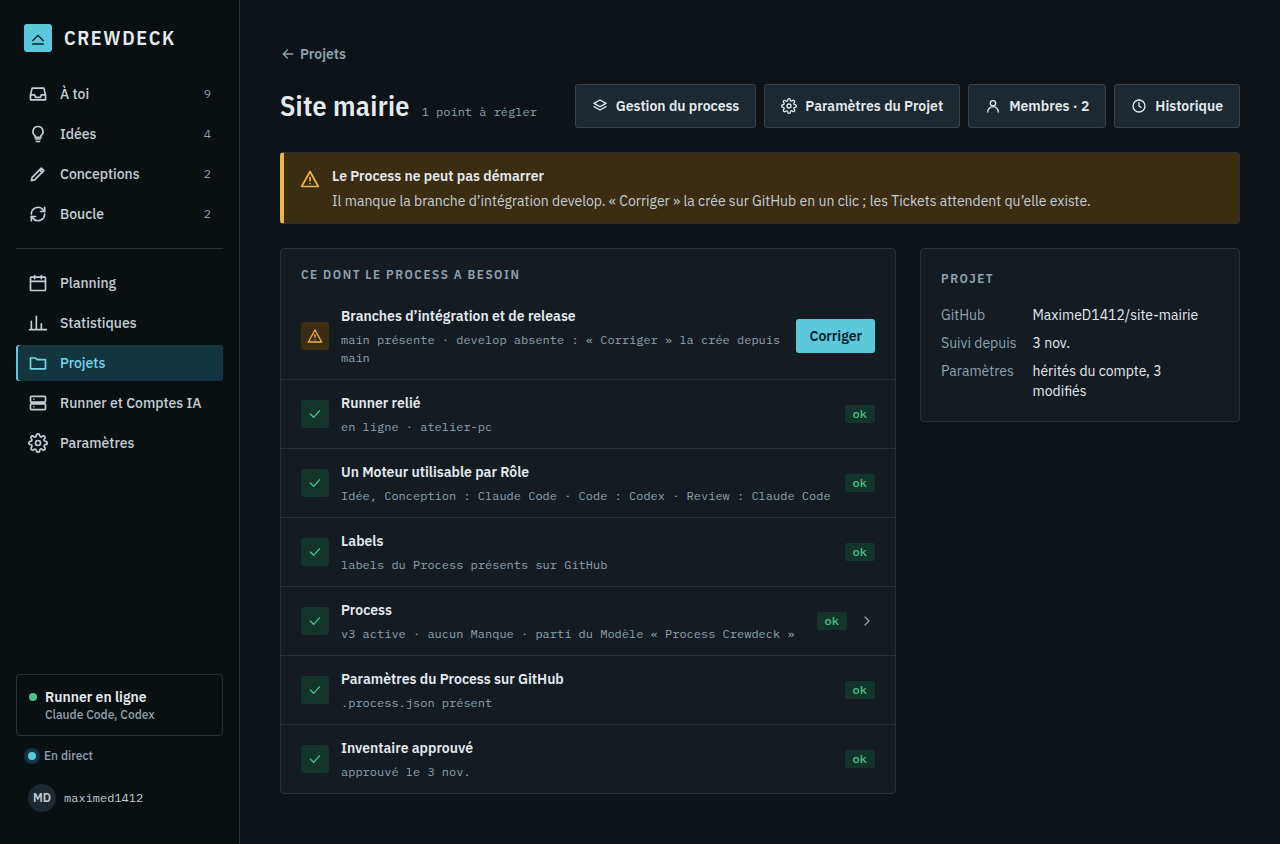 CREWDECK
À toi 9
Idées 4
Conceptions 2
Boucle 2
Planning
Statistiques
Projets
Runner et Comptes IA
Paramètres
Runner en ligne
Claude Code, Codex
En direct
MD maximed1412
← Projets
Site mairie 1 point à régler
Gestion du process
Paramètres du Projet
Membres · 2
Historique
Le Process ne peut pas démarrer
Il manque la branche d’intégration develop. « Corriger » la crée sur GitHub en un clic ; les Tickets attendent qu’elle existe.
CE DONT LE PROCESS A BESOIN
Branches d’intégration et de release
main présente · develop absente : « Corriger » la crée depuis
main
Corriger
Runner relié
en ligne · atelier-pc
ok
Un Moteur utilisable par Rôle
Idée, Conception : Claude Code · Code : Codex · Review : Claude Code
ok
Labels
labels du Process présents sur GitHub
ok
Process
v3 active · aucun Manque · parti du Modèle « Process Crewdeck »
ok
Paramètres du Process sur GitHub
.process.json présent
ok
Inventaire approuvé
approuvé le 3 nov.
ok
PROJET
GitHub MaximeD1412/site-mairie
Suivi depuis 3 nov.
Paramètres hérités du compte, 3
modifiés